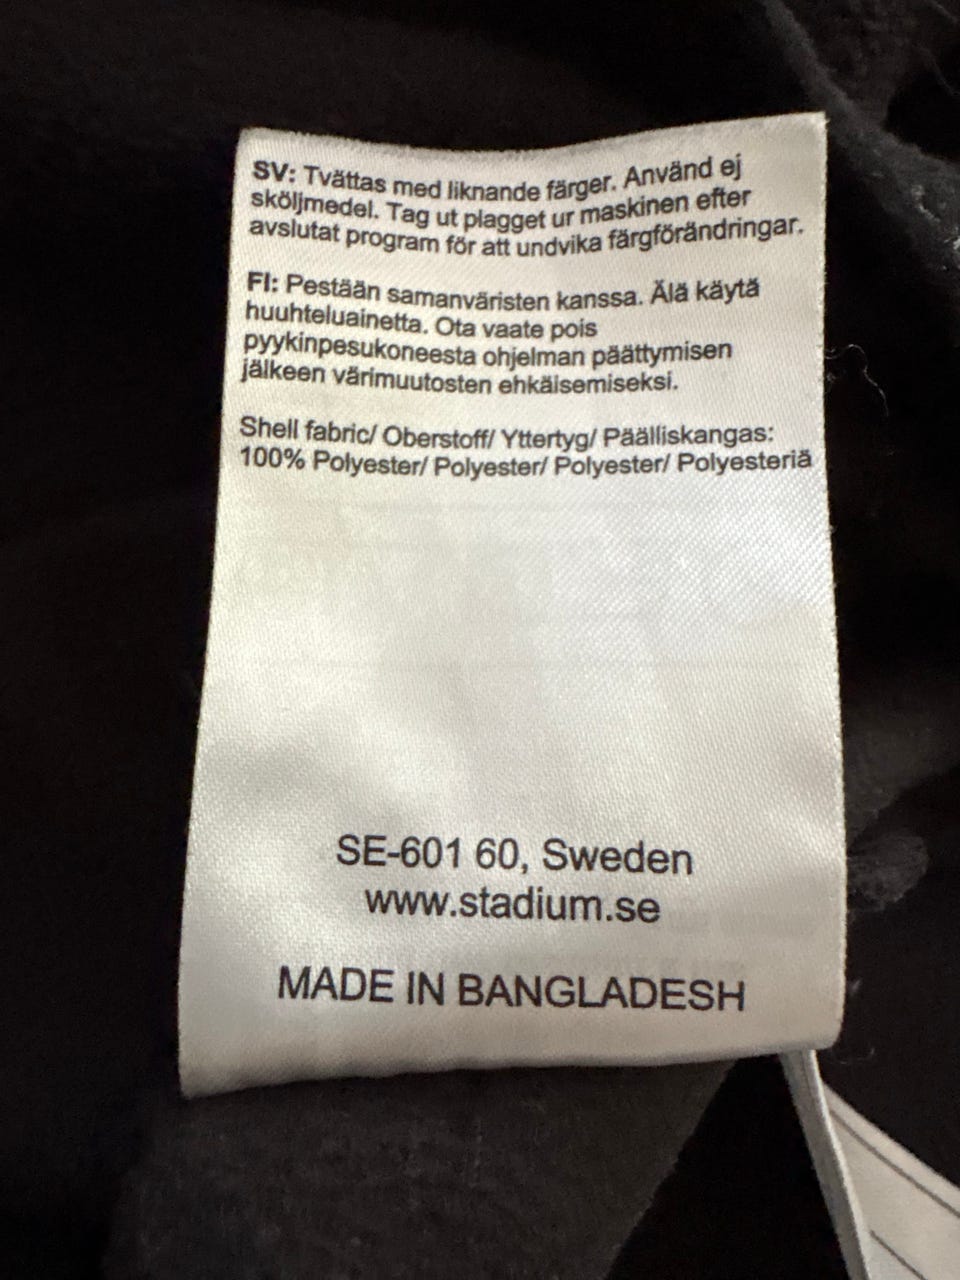 SV: Tvättas med liknande färger. Använd ej
sköljmedel. Tag ut plagget ur maskinen efter
avslutat program för att undvika färgförändringar.
FI: Pestään samanväristen kanssa. Älä käytä
huuhteluainetta. Ota vaate pois
pyykinpesukoneesta ohjelman päättymisen
jälkeen värimuutosten ehkäisemiseksi.
Shell fabric/ Oberstoff/ Yttertyg/ Päälliskangas:
100% Polyester/ Polyester/ Polyester/ Polyesteriä
SE-601 60, Sweden
www.stadium.se
MADE IN BANGLADESH